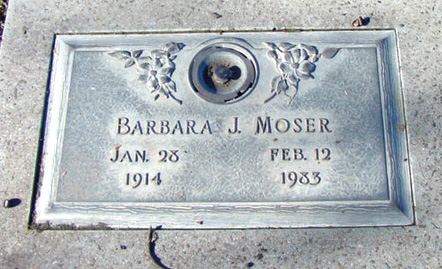 BARBARA J. MOSER
JAN. 28 FEB. 12
1914 1983